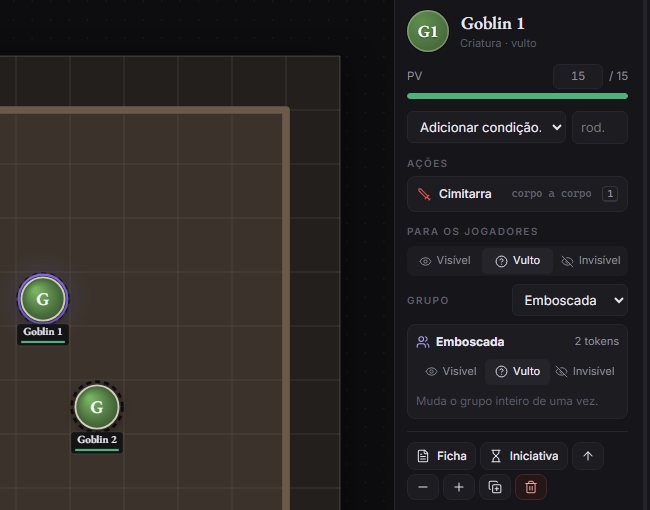 G1
Goblin 1
Criatura · vulto
PV
15
/ 15
Adicionar condição.
rod.
AÇÕES
Cimitarra
corpo a corpo
1
PARA OS JOGADORES
Visível
Vulto
Invisível
GRUPO
Emboscada
Emboscada
2 tokens
Visível
Vulto
Invisível
Muda o grupo inteiro de uma vez.
Ficha
Iniciativa
G
Goblin 1
G
Goblin 2